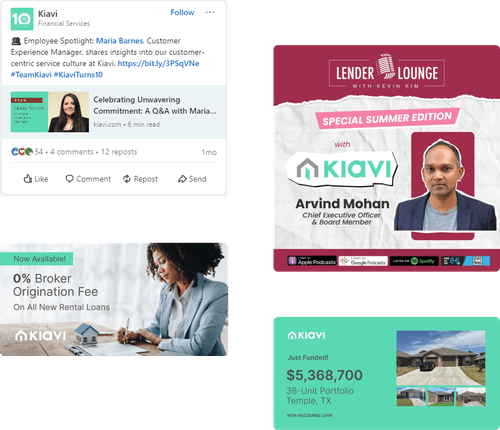 10
Kiavi
Financial Services
Follow
Employee Spotlight: Maria Barnes, Customer
Experience Manager, shares insights into our customer-
centric service culture at Kiavi. https://bit.ly/3PSqVNe
#TeamKiavi #KiaviTurns10
Maria Barnes
Celebrating Unwavering
Commitment: A Q&A with Maria...
kiavi.com • 6 min read
54 • 4 comments • 12 reposts
1mo
Like
Comment
Repost
Send
LENDER LOUNGE
WITH KEVIN KIM
SPECIAL SUMMER EDITION
with
KIAVI
Arvind Mohan
Chief Executive Officer
& Board Member
Apple Podcasts
Google Podcasts
LISTEN ON
Spotify
Now Available!
0% Broker
Origination Fee
On All New Rental Loans
KIAVI
KIAVI
Just Funded!
$5,368,700
38-Unit Portfolio
Temple, TX
NON-RECOURSE LOAN